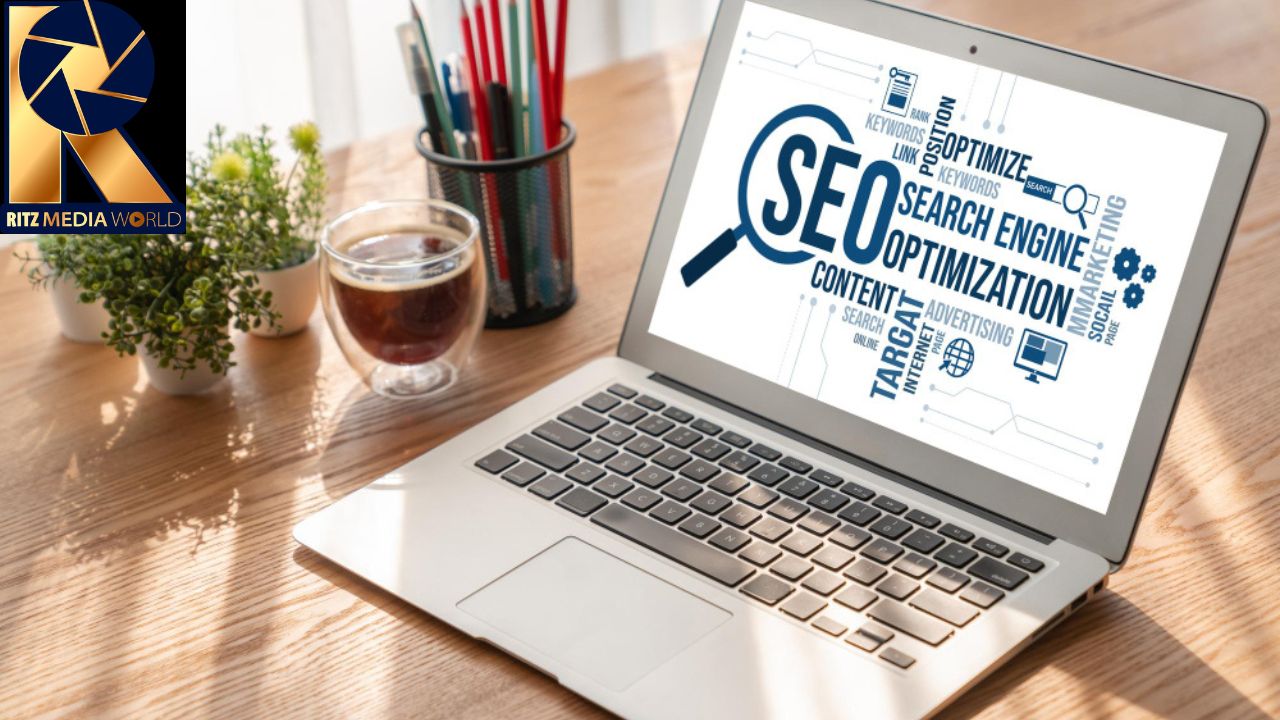 RITZ MEDIA WORLD
RANK
KEYWORDS
LINK
POSITION
OPTIMIZE
KEYWORDS
SEARCH
SEO
SEARCH ENGINE
OPTIMIZATION
CONTENT
SEARCH
ONLINE
TARGAT
INTERNET
PAGE
ADVERTISING
MMARKETING
SOCAIL
PAGE